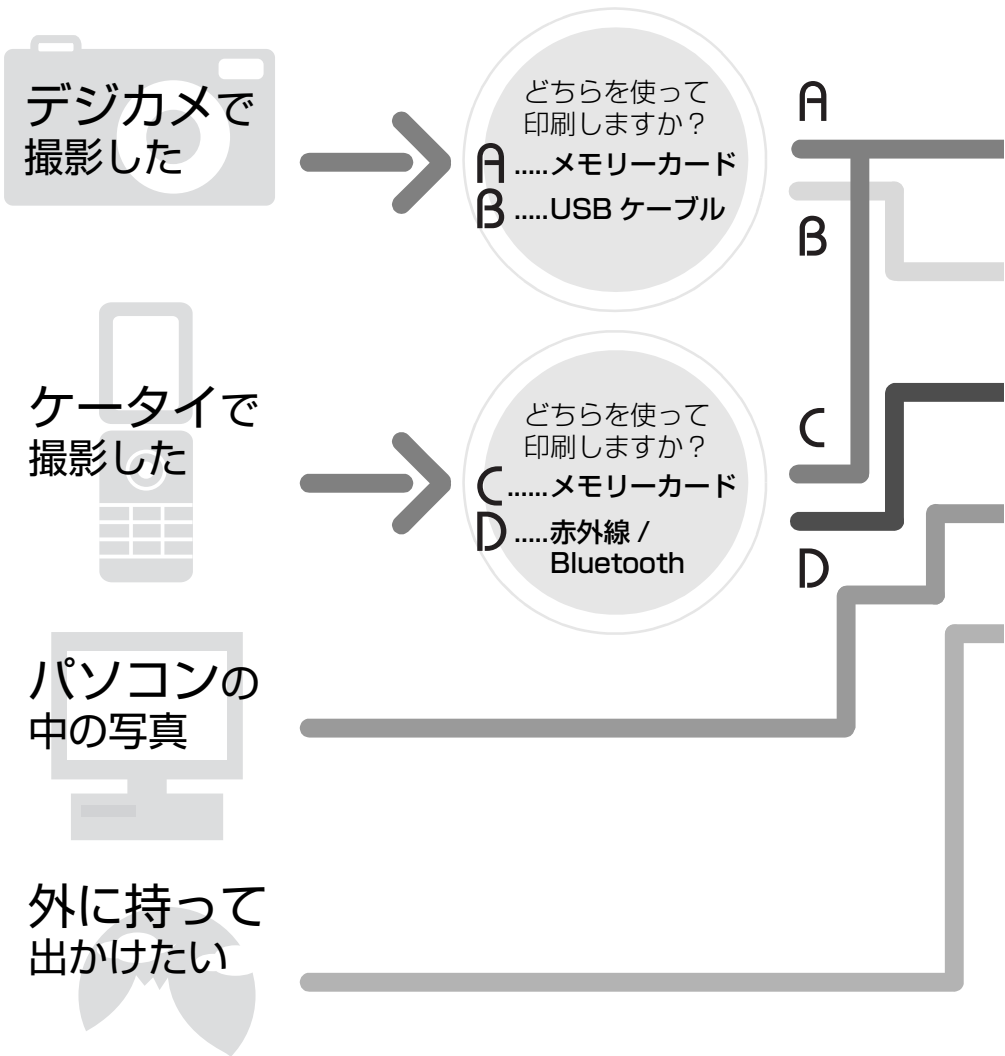 デジカメで
撮影した
どちらを使って
印刷しますか？
A .....メモリーカード
B .....USB ケーブル
A
B
ケータイで
撮影した
どちらを使って
印刷しますか？
C ......メモリーカード
D .....赤外線 /
Bluetooth
C
D
パソコンの
中の写真
外に持って
出かけたい